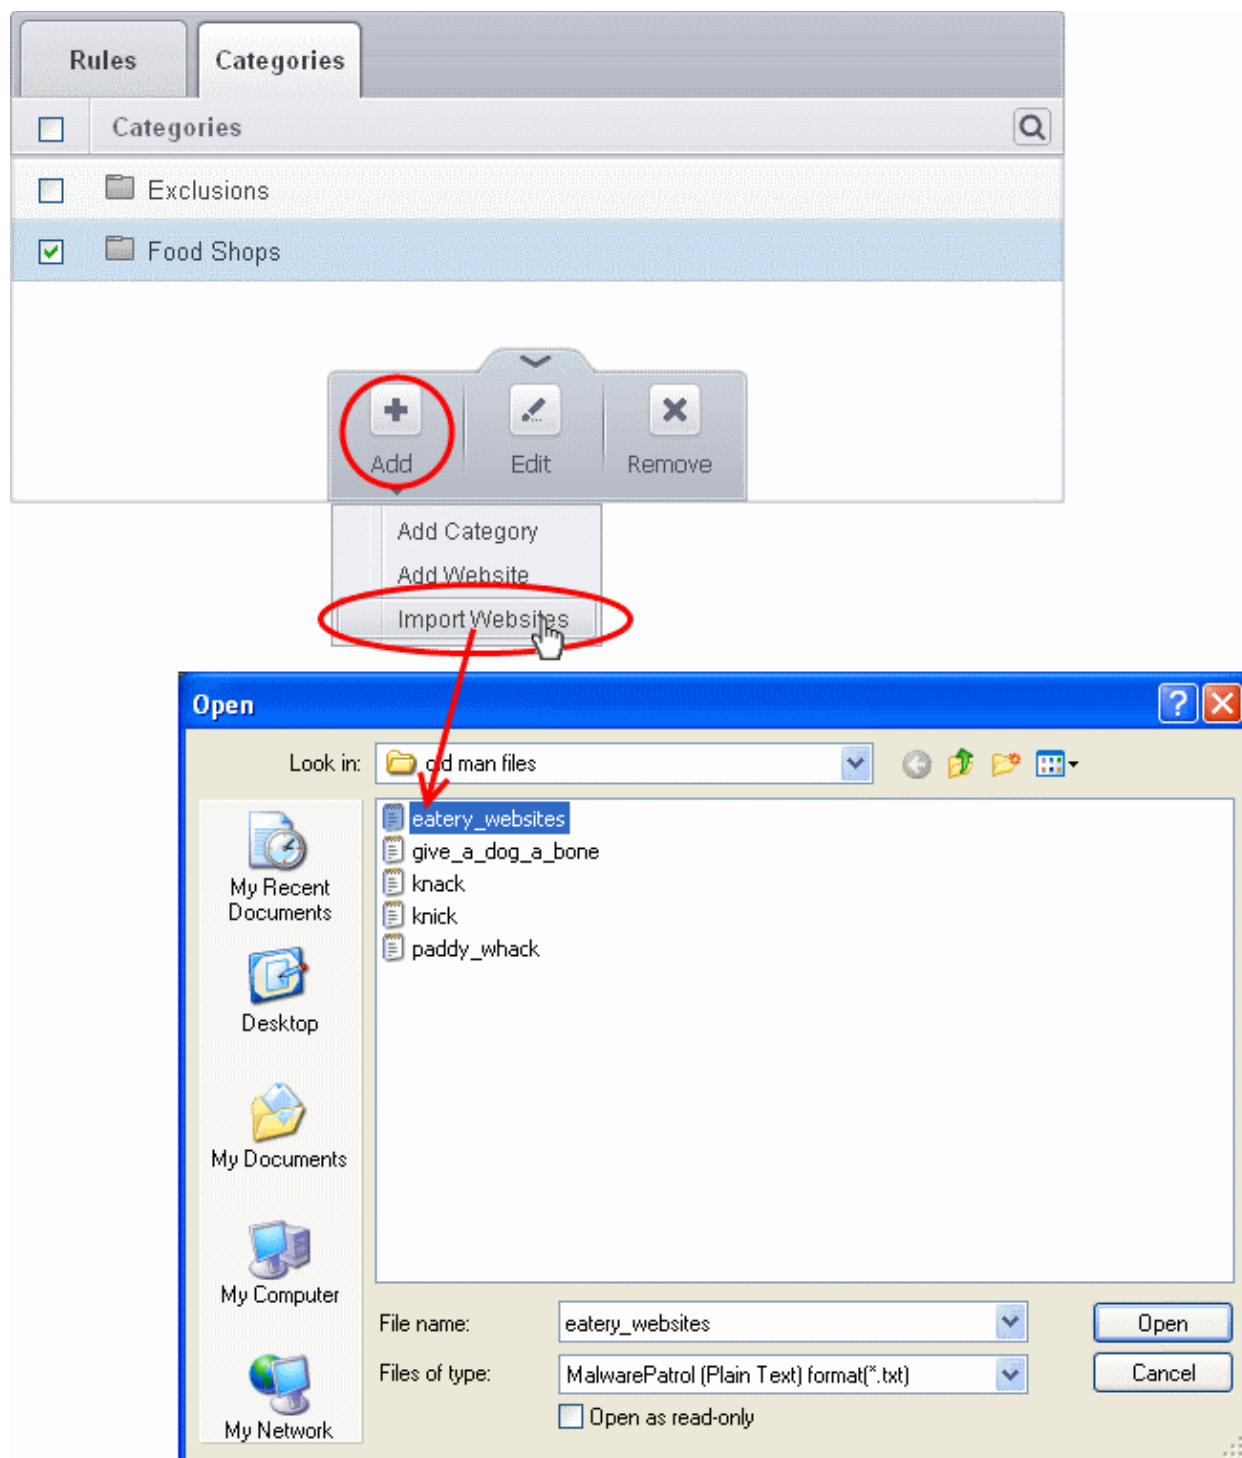 Rules Categories
Categories
Exclusions
Food Shops
Add Edit Remove
Add Category
Add Website
Import Websites
Open
Look in: old man files
eatery_websites
give_a_dog_a_bone
knack
knick
paddy_whack
My Recent
Documents
Desktop
My Documents
My Computer
My Network
File name: eatery_websites Open
Files of type: MalwarePatrol (Plain Text) format(*.txt) Cancel
Open as read-only